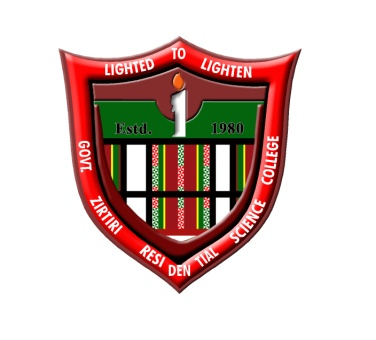 LIGHTED TO LIGHTEN
Estd. 1980
GOVT. ZIRTIRI RESIDENTIAL SCIENCE COLLEGE